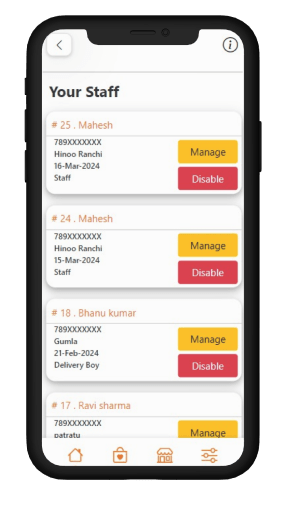 Your Staff
# 25 . Mahesh
789XXXXXXX
Hinoo Ranchi
16-Mar-2024
Staff
Manage
Disable
# 24 . Mahesh
789XXXXXXX
Hinoo Ranchi
15-Mar-2024
Staff
Manage
Disable
# 18 . Bhanu kumar
789XXXXXXX
Gumla
21-Feb-2024
Delivery Boy
Manage
Disable
# 17 . Ravi sharma
789XXXXXXX
patratu
Manage